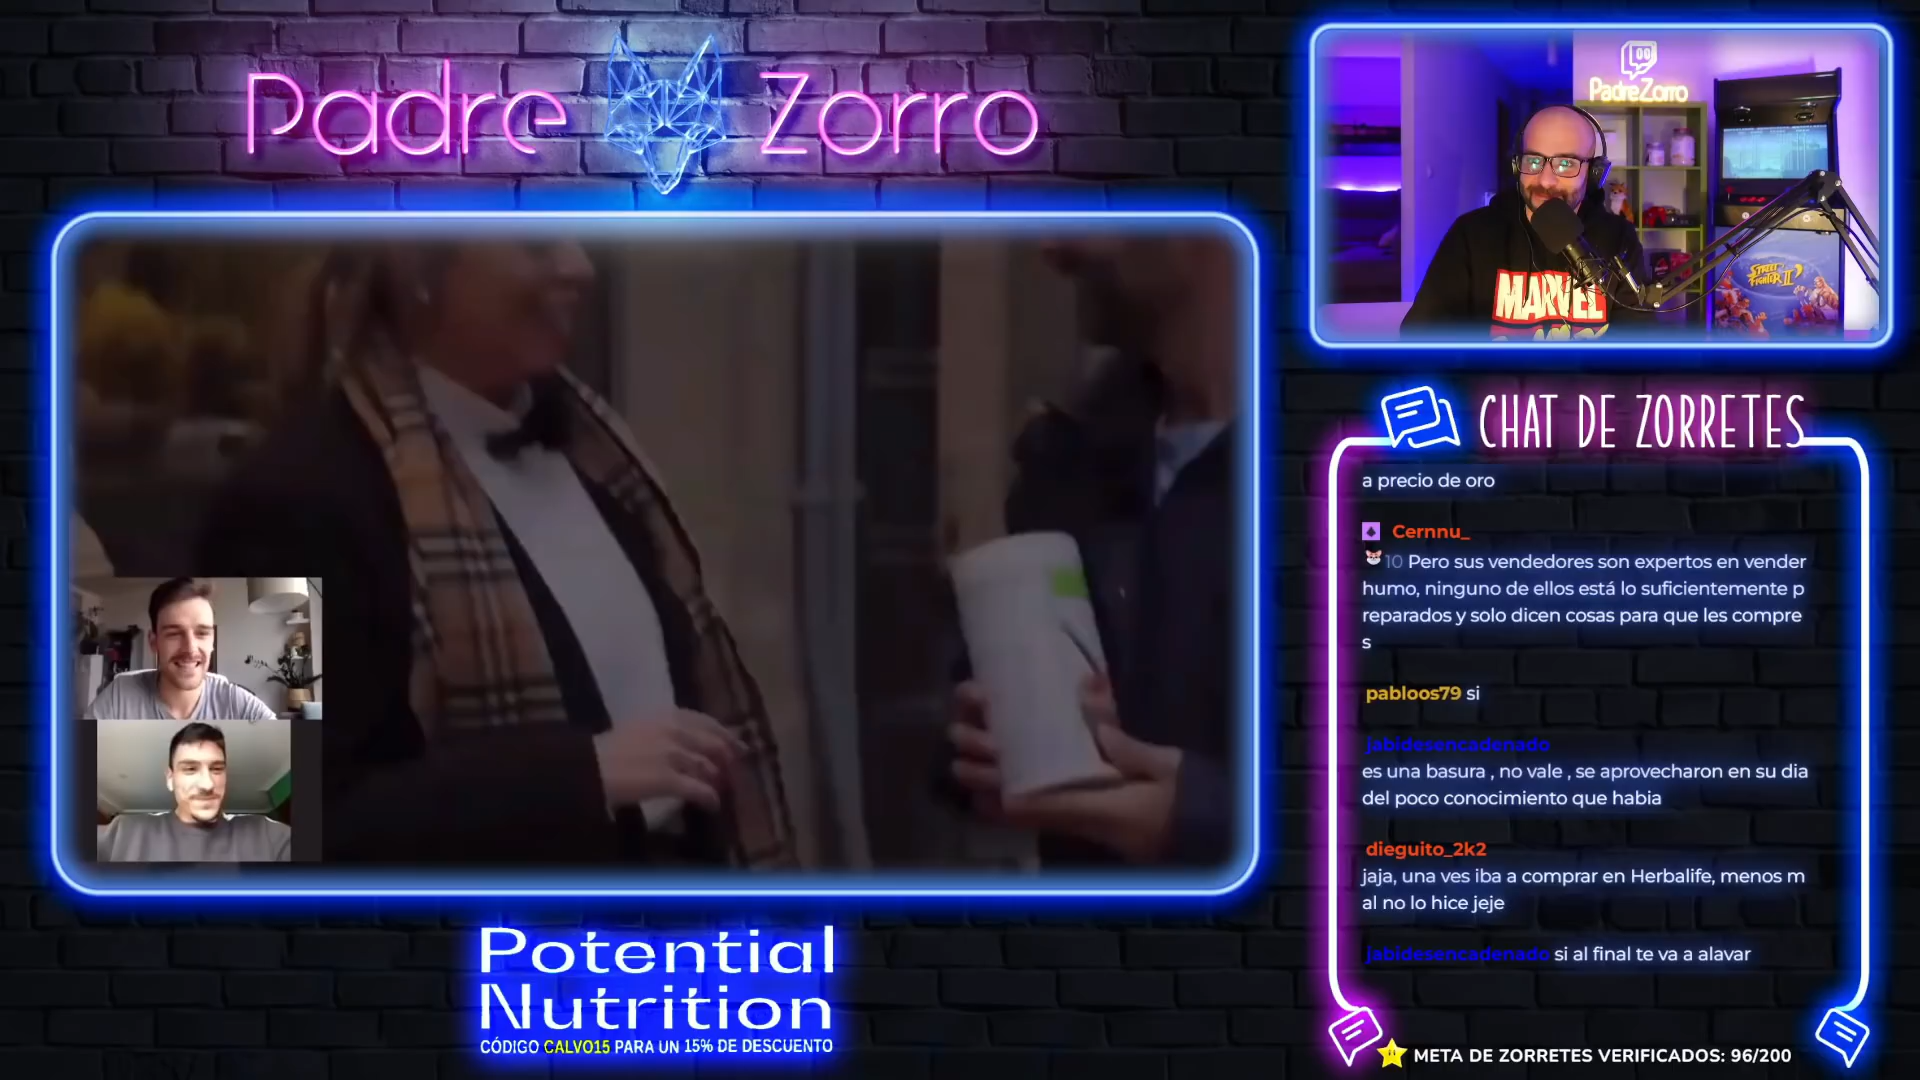 Padre Zorro
PadreZorro
MARVEL
STREET
FIGHTER II
CHAT DE ZORRETES
a precio de oro
Cernnu_
10 Pero sus vendedores son expertos en vender
humo, ninguno de ellos está lo suficientemente p
reparados y solo dicen cosas para que les compre
s
pabloos79 si
jabidesencadenado
es una basura , no vale , se aprovecharon en su dia
del poco conocimiento que habia
dieguito_2k2
jaja, una ves iba a comprar en Herbalife, menos m
al no lo hice jeje
jabidesencadenado si al final te va a alavar
Potential
Nutrition
CÓDIGO CALVO15 PARA UN 15% DE DESCUENTO
META DE ZORRETES VERIFICADOS: 96/200